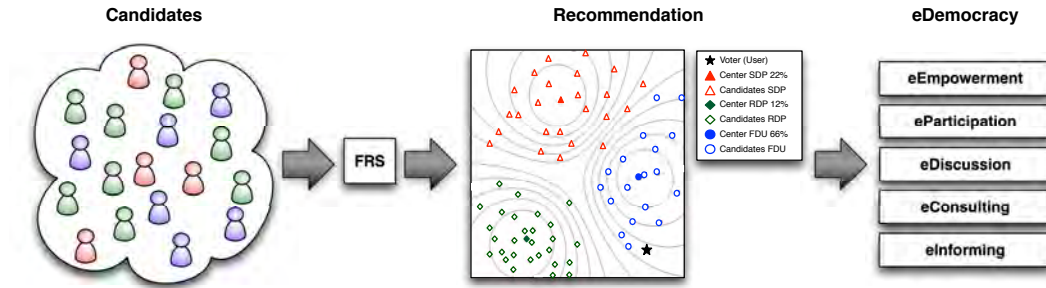 Candidates
Recommendation
eDemocracy
FRS
Voter (User)
Center SDP 22%
Candidates SDP
Center RDP 12%
Candidates RDP
Center FDU 66%
Candidates FDU
eEmpowerment
eParticipation
eDiscussion
eConsulting
eInforming